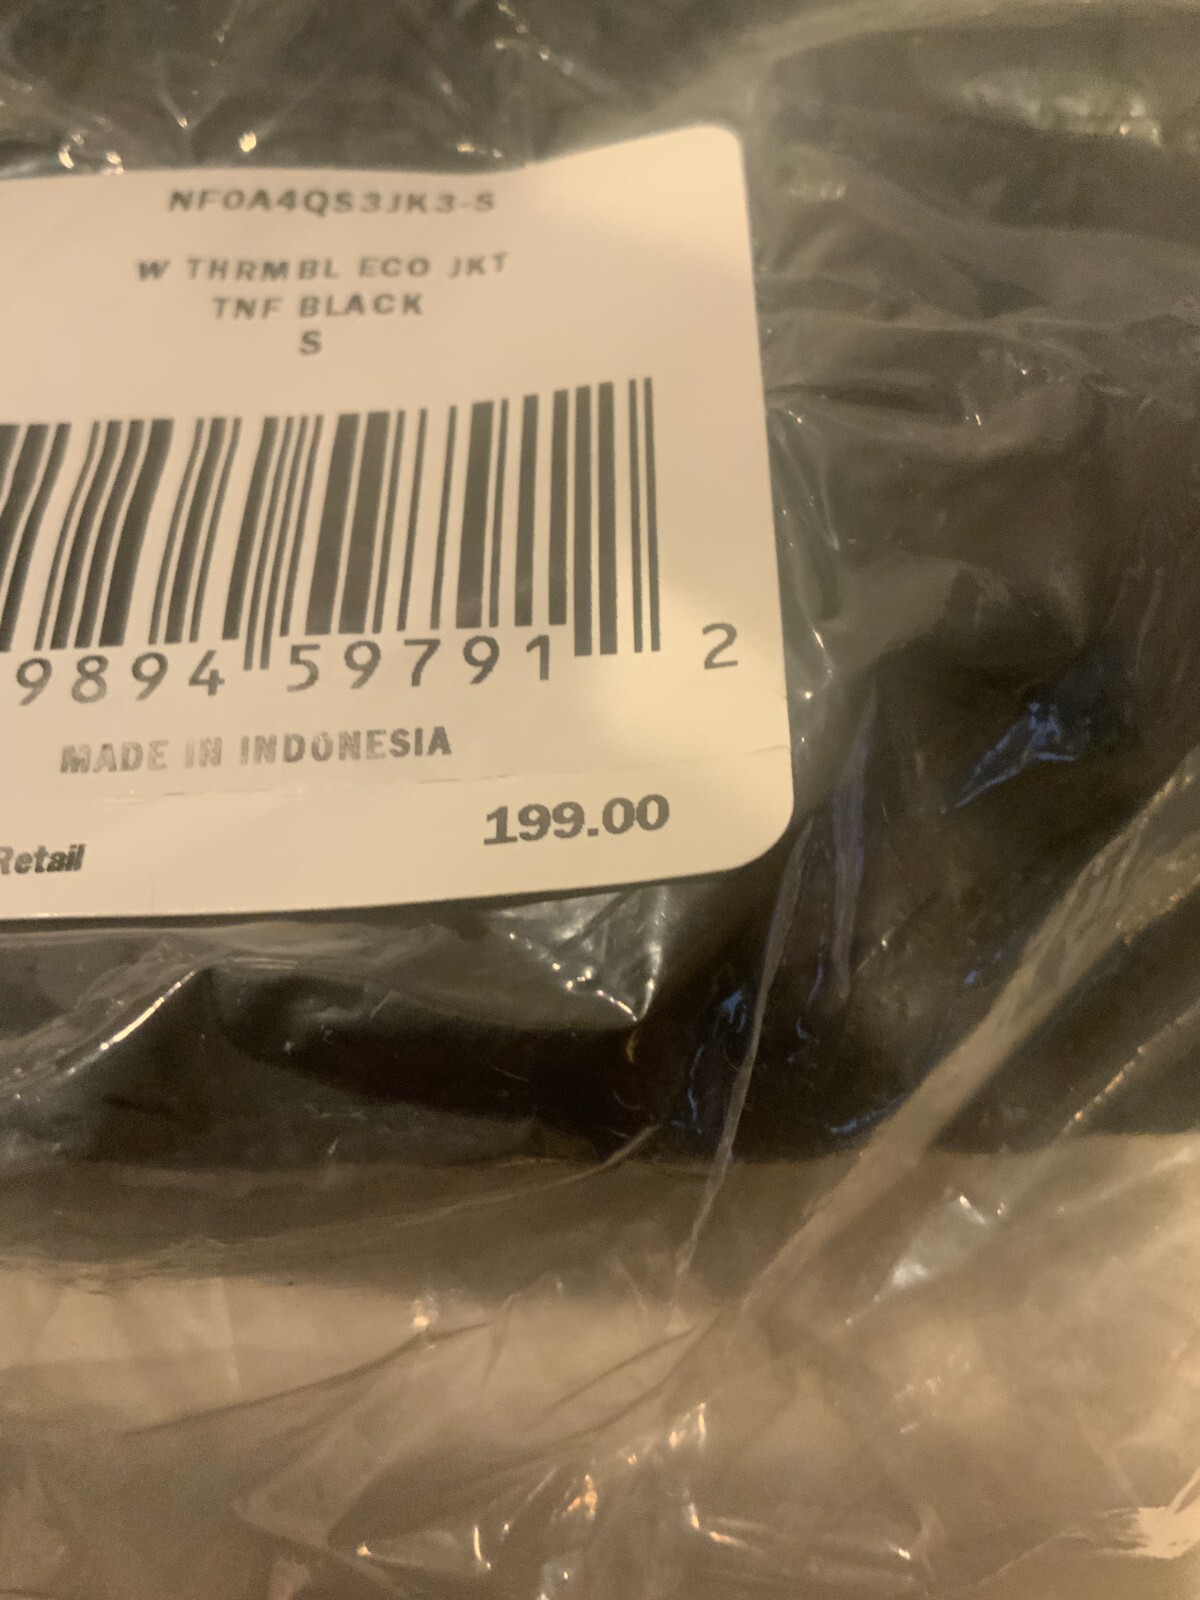 NF0A4QS3JK3-S
W THRMBL ECO JKT
TNF BLACK
S
9894 59791 2
MADE IN INDONESIA
Retail 199.00